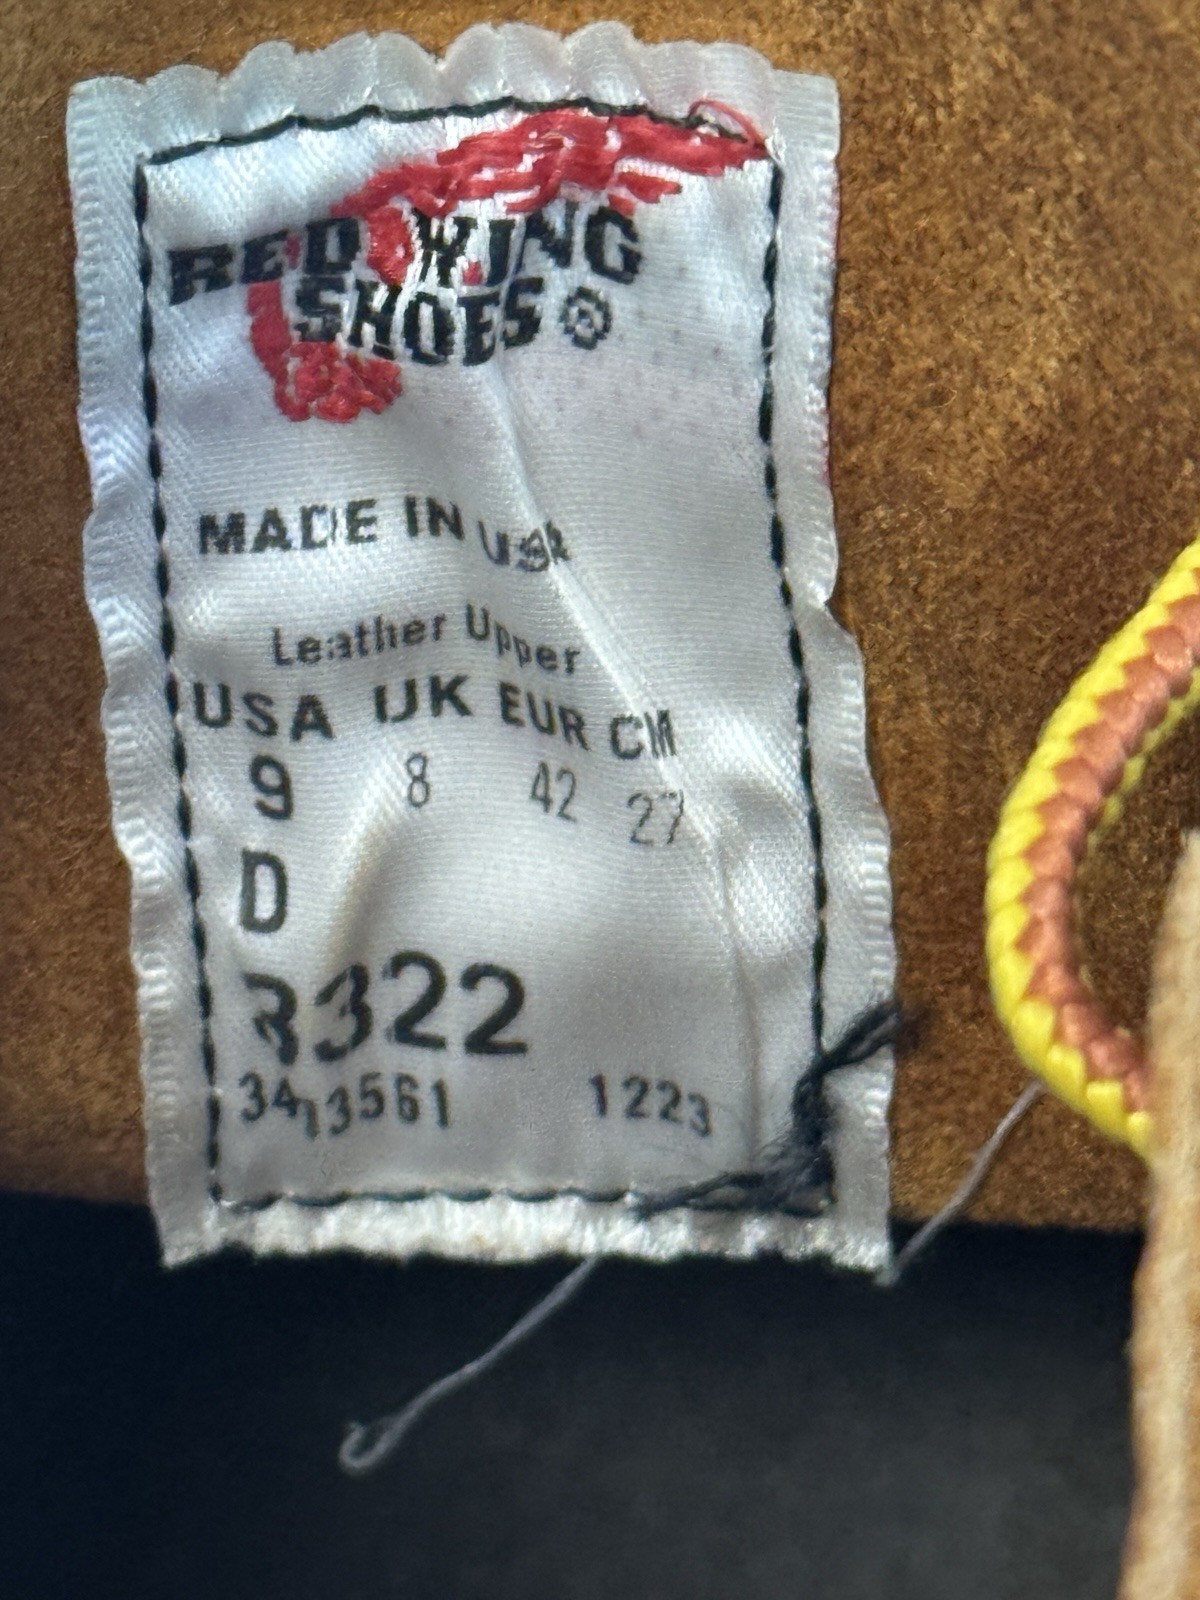 RED WING
SHOES ®
MADE IN USA
Leather Upper
USA UK EUR CM
9 8 42 27
D
3322
3413561 1223